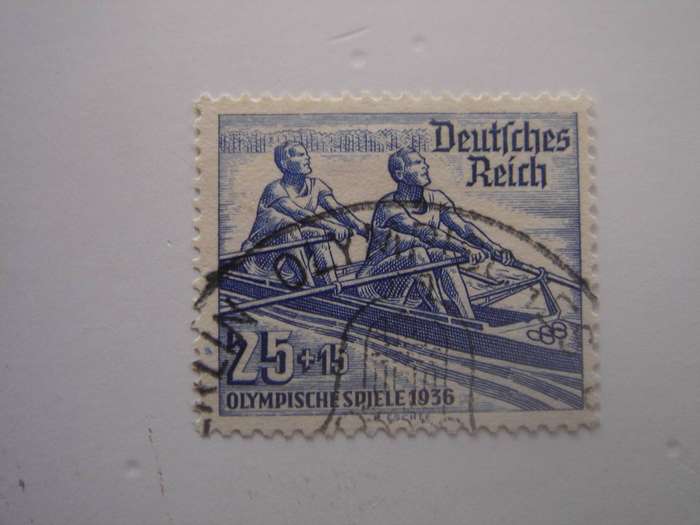 Deutsches
Reich
25+15
OLYMPISCHE SPIELE 1936